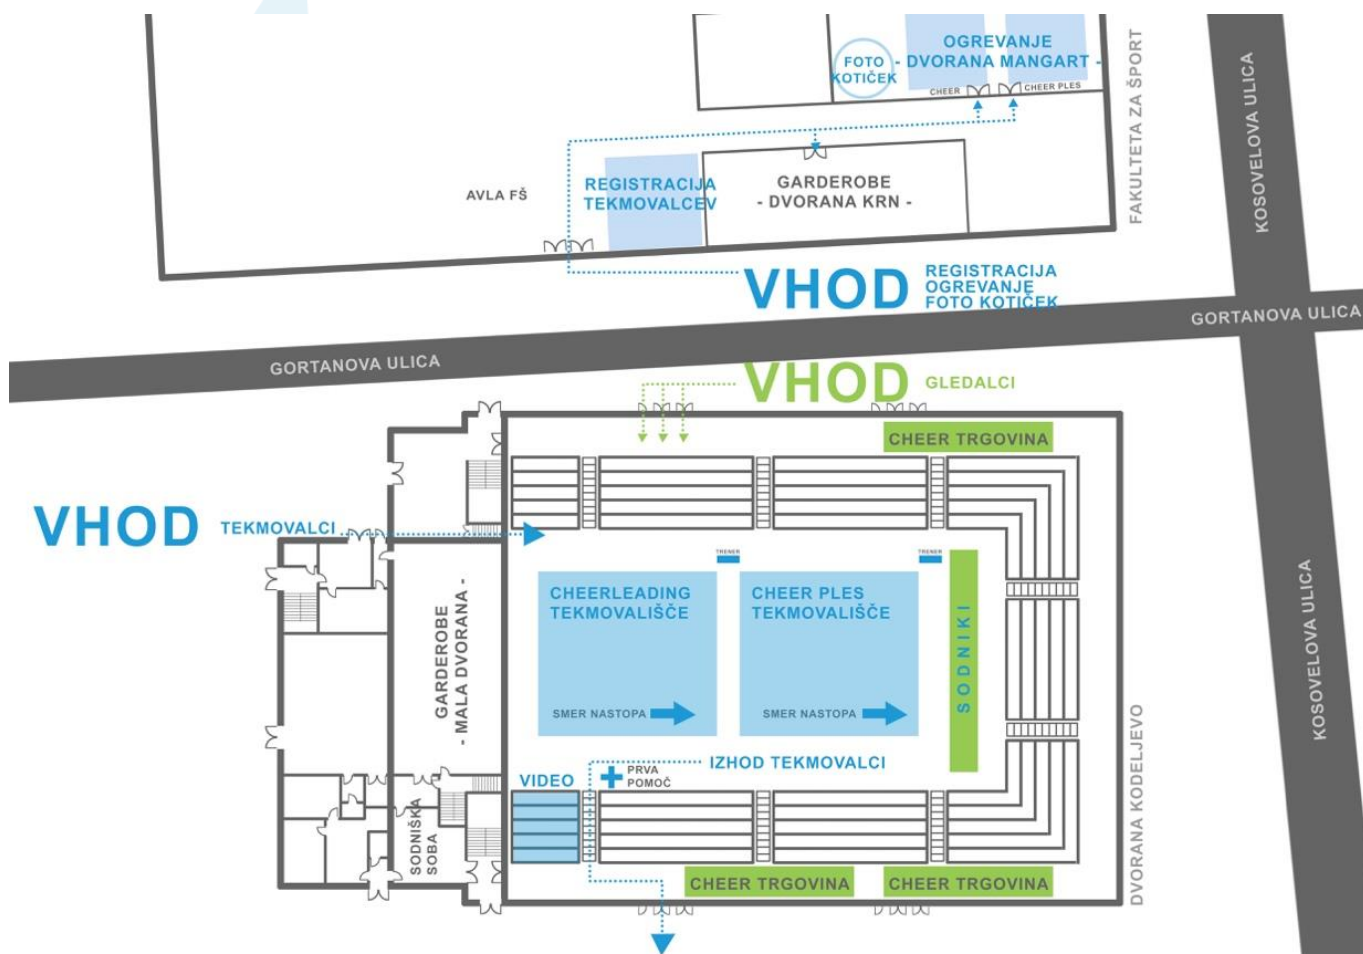 OGREVANJE
- DVORANA MANGART -
FOTO
KOTIČEK
CHEER
CHEER PLES
FAKULTETA ZA ŠPORT
KOSOVELOVA ULICA
AVLA FŠ
REGISTRACIJA
TEKMOVALCEV
GARDEROBE
- DVORANA KRN -
VHOD
REGISTRACIJA
OGREVANJE
FOTO KOTIČEK
GORTANOVA ULICA
GORTANOVA ULICA
VHOD
GLEDALCI
CHEER TRGOVINA
VHOD
TEKMOVALCI
TRENER
TRENER
CHEERLEADING
TEKMOVALIŠČE
CHEER PLES
TEKMOVALIŠČE
SODNIKI
GARDEROBE
- MALA DVORANA -
SMER NASTOPA
SMER NASTOPA
KOSOVELOVA ULICA
IZHOD TEKMOVALCI
VIDEO
PRVA
POMOČ
SODNIŠKA
SOBA
CHEER TRGOVINA
CHEER TRGOVINA
DVORANA KODELJEVO